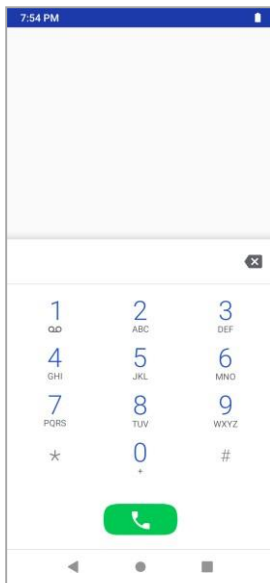 7:54 PM
1 2 3
ABC DEF
4 5 6
GHI JKL MNO
7 8 9
PQRS TUV WXYZ
* 0 #
+